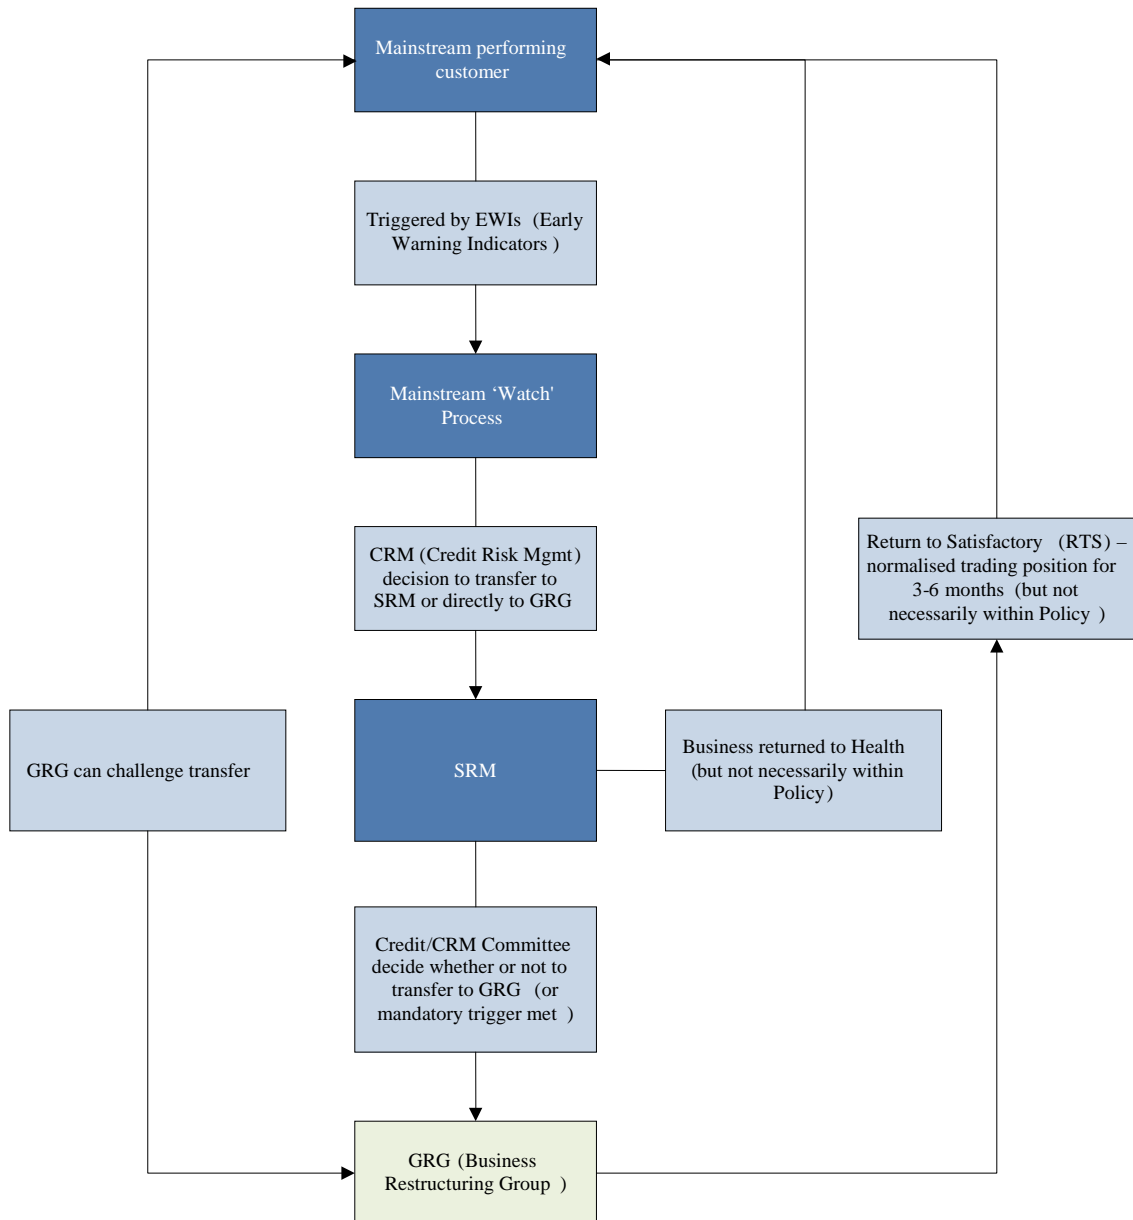 Mainstream performing
customer
Triggered by EWIs (Early
Warning Indicators )
Mainstream ‘Watch'
Process
CRM (Credit Risk Mgmt)
decision to transfer to
SRM or directly to GRG
Return to Satisfactory (RTS) –
normalised trading position for
3-6 months (but not
necessarily within Policy )
GRG can challenge transfer
SRM
Business returned to Health
(but not necessarily within
Policy)
Credit/CRM Committee
decide whether or not to
transfer to GRG (or
mandatory trigger met )
GRG (Business
Restructuring Group )